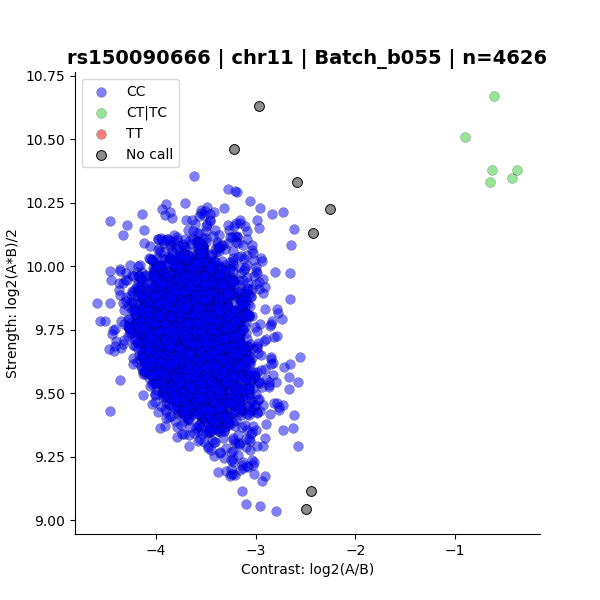 rs150090666 | chr11 | Batch_b055 | n=4626
10.75
10.50
10.25
10.00
9.75
9.50
9.25
9.00
Strength: log2(A*B)/2
CC
CT|TC
TT
No call
−4
−3
−2
−1
Contrast: log2(A/B)